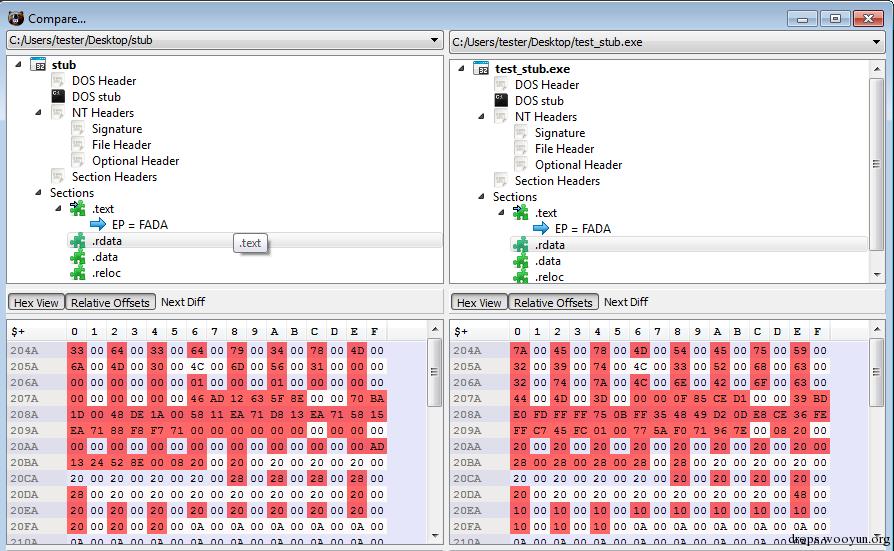 Compare...
C:/Users/tester/Desktop/stub
stub
DOS Header
DOS stub
NT Headers
Signature
File Header
Optional Header
Section Headers
Sections
.text
EP = FADA
.rdata
.text
.data
.reloc
Hex View Relative Offsets Next Diff
$+ 0 1 2 3 4 5 6 7 8 9 A B C D E F
204A 33 00 64 00 33 00 64 00 79 00 34 00 78 00 4D 00
205A 6A 00 4D 00 30 00 4C 00 6D 00 56 00 31 00 00 00
206A 00 00 00 00 00 00 01 00 00 00 01 00 00 00 00 00
207A 00 00 00 00 00 00 46 AD 12 63 5F 8E 00 00 70 BA
208A 1D 00 48 DE 1A 00 58 11 EA 71 D8 13 EA 71 58 15
209A EA 71 88 F8 F7 71 00 00 00 00 00 00 00 00 00 00
20AA 00 00 00 00 00 00 00 00 00 00 00 00 00 00 00 AD
20BA 13 24 52 8E 00 08 20 00 20 00 20 00 20 00 20 00
20CA 20 00 20 00 20 00 20 00 28 00 28 00 28 00 28 00
20DA 28 00 20 00 20 00 20 00 20 00 20 00 20 00 20 00
20EA 20 00 20 00 20 00 20 00 20 00 20 00 20 00 20 00
20FA 20 00 0A 00 0A 00 0A 00 0A 00 0A 00 0A 00 0A 00
C:/Users/tester/Desktop/test_stub.exe
test_stub.exe
DOS Header
DOS stub
NT Headers
Signature
File Header
Optional Header
Section Headers
Sections
.text
EP = FADA
.rdata
.data
.reloc
Hex View Relative Offsets Next Diff
$+ 0 1 2 3 4 5 6 7 8 9 A B C D E F
204A 7A 00 45 00 78 00 4D 00 54 00 45 00 75 00 59 00
205A 32 00 39 00 74 00 4C 00 33 00 52 00 68 00 63 00
206A 32 00 74 00 7A 00 4C 00 6E 00 42 00 6F 00 63 00
207A 44 00 4D 00 3D 00 00 00 0F 85 CE D1 00 00 39 BD
208A E0 FD FF FF 75 0B FF 35 48 49 D2 0D E8 CE 36 FE
209A FF C7 45 FC 01 00 77 5A F0 71 96 7E 00 08 20 00
20AA 20 00 20 00 20 00 20 00 20 00 20 00 20 00 20 00
20BA 28 00 28 00 28 00 28 00 28 00 20 00 20 00 20 00
20CA 20 00 20 00 20 00 20 00 20 00 20 00 20 00 20 00
20DA 20 00 20 00 20 00 20 00 20 00 20 00 20 00 48 00
20EA 10 00 10 00 10 00 10 00 10 00 10 00 10 00 10 00
20FA 10 00 10 00 0A 00 0A 00 0A 00 0A 00 0A 00 0A 00
drops.wooyun.org